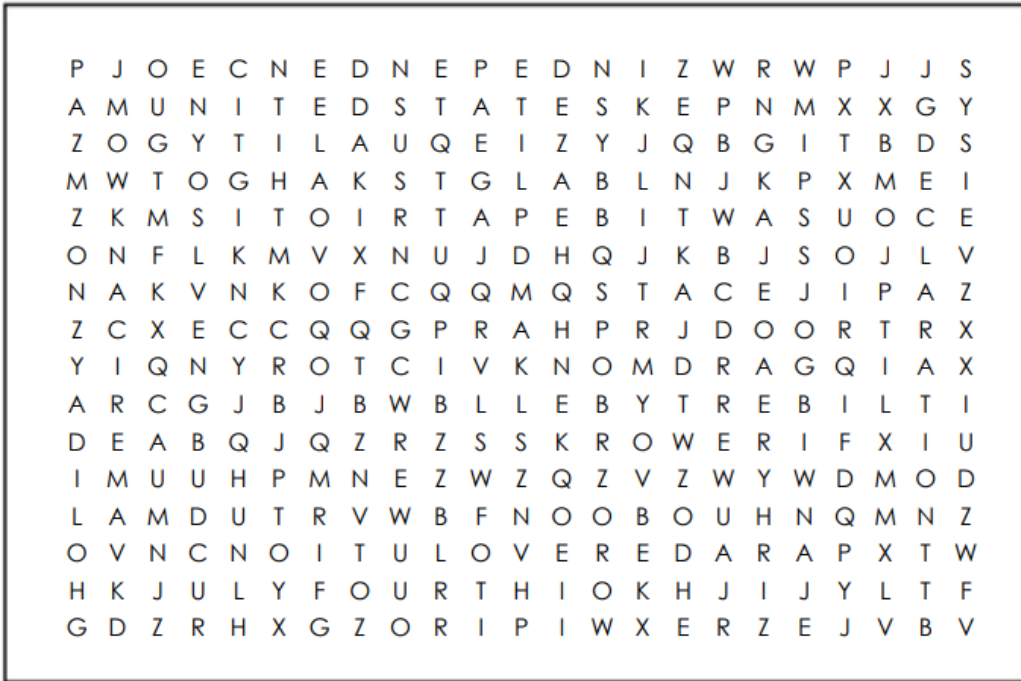 P J O E C N E D N E P E D N I Z W R W P J J S
A M U N I T E D S T A T E S K E P N M X X G Y
Z O G Y T I L A U Q E I Z Y J Q B G I T B D S
M W T O G H A K S T G L A B L N J K P X M E I
Z K M S I T O I R T A P E B I T W A S U O C E
O N F L K M V X N U J D H Q J K B J S O J L V
N A K V N K O F C Q Q M Q S T A C E J I P A Z
Z C X E C C Q Q G P R A H P R J D O O R T R X
Y I Q N Y R O T C I V K N O M D R A G Q I A X
A R C G J B J B W B L L E B Y T R E B I L T I
D E A B Q J Q Z R Z S S K R O W E R I F X I U
I M U U H P M N E Z W Z Q Z V Z W Y W D M O D
L A M D U T R V W B F N O O B O U H N Q M N Z
O V N C N O I T U L O V E R E D A R A P X T W
H K J U L Y F O U R T H I O K H J I J Y L T F
G D Z R H X G Z O R I P I W X E R Z E J V B V